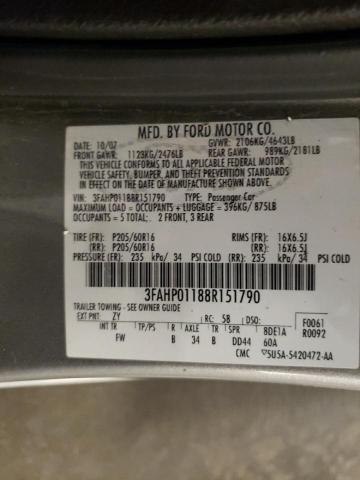 MFD. BY FORD MOTOR CO.
DATE: 10/07 GVWR: 2106KG/4643LB
FRONT GAWR: 1123KG/2476LB REAR GAWR: 989KG/2181LB
THIS VEHICLE CONFORMS TO ALL APPLICABLE FEDERAL MOTOR
VEHICLE SAFETY, BUMPER, AND THEFT PREVENTION STANDARDS
IN EFFECT ON THE DATE OF MANUFACTURE SHOWN ABOVE.
VIN: 3FAHP01188R151790 TYPE: Passenger Car
MAXIMUM LOAD = OCCUPANTS + LUGGAGE = 396KG/875LB
OCCUPANTS = 5 TOTAL: 2 FRONT, 3 REAR
TIRE (FR): P205/60R16 RIMS (FR): 16X6.5J
(RR): P205/60R16 (RR): 16X6.5J
PRESSURE (FR): 235 kPa/ 34 PSI COLD (RR): 235 kPa/ 34 PSI COLD
3FAHP01188R151790
TRAILER TOWING - SEE OWNER GUIDE
EXT PNT: ZY RC: 5B DSO: F0061
INT TR TP/PS R AXLE TR SPR 8DE1A R0092
FW B 34 B DD44 60A
CMC 5U5A-5420472-AA